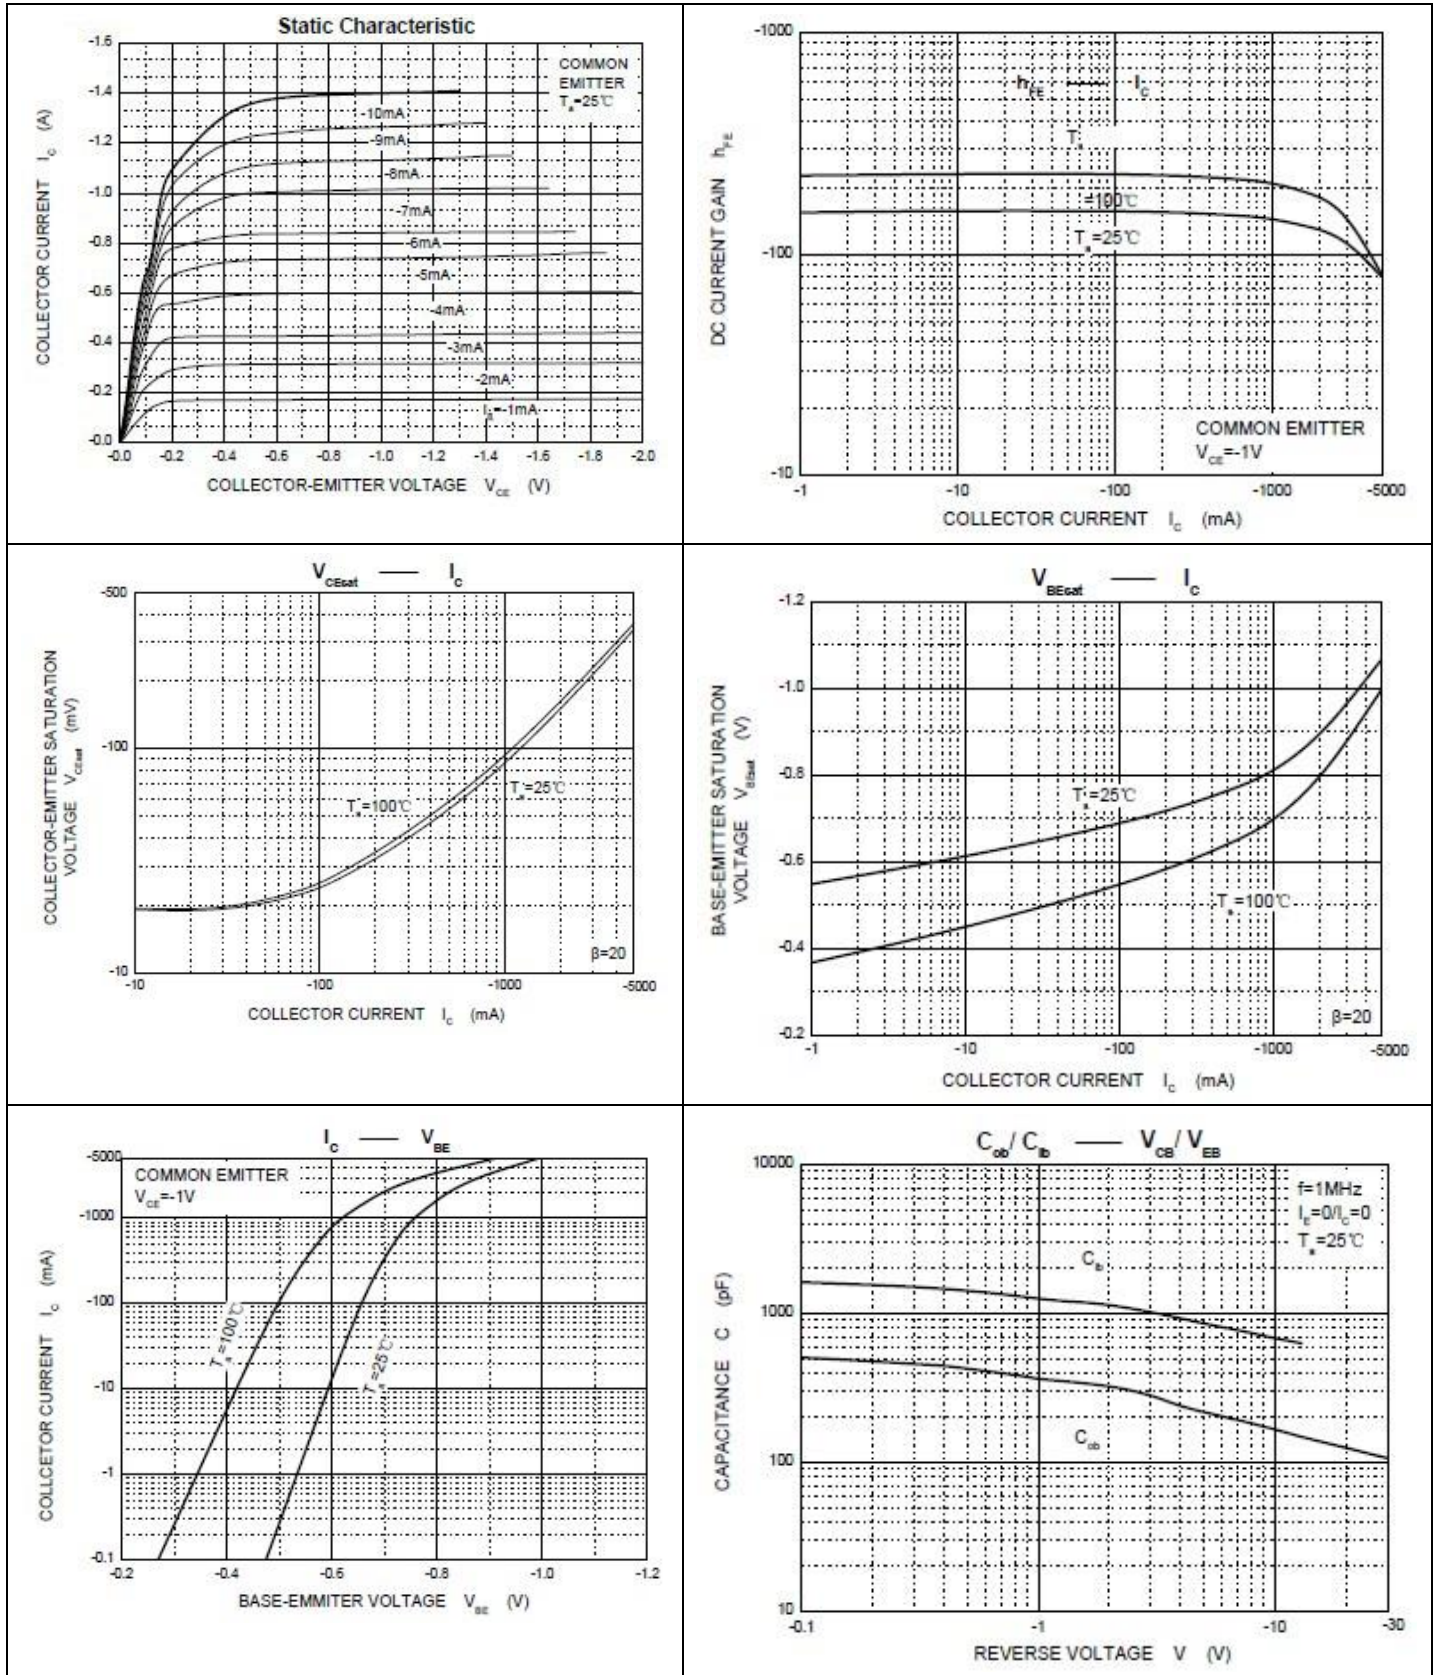 Static Characteristic
COMMON
EMITTER
Ta=25℃
-1.6
-1.4
-1.2
-1.0
-0.8
-0.6
-0.4
-0.2
-0.0
-10mA
-9mA
-8mA
-7mA
-6mA
-5mA
-4mA
-3mA
-2mA
IB=-1mA
COLLECTOR CURRENT IC (A)
-0.0 -0.2 -0.4 -0.6 -0.8 -1.0 -1.2 -1.4 -1.6 -1.8 -2.0
COLLECTOR-EMITTER VOLTAGE VCE (V)
hFE —— IC
-1000
-100
-10
DC CURRENT GAIN hFE
Ta
=100℃
Ta=25℃
COMMON EMITTER
VCE=-1V
-1 -10 -100 -1000 -5000
COLLECTOR CURRENT IC (mA)
VCEsat —— IC
-500
-100
-10
COLLECTOR-EMITTER SATURATION
VOLTAGE VCEsat (mV)
Ta=100℃
Ta=25℃
β=20
-10 -100 -1000 -5000
COLLECTOR CURRENT IC (mA)
VBEsat —— IC
-1.2
-1.0
-0.8
-0.6
-0.4
-0.2
BASE-EMITTER SATURATION
VOLTAGE VBEsat (V)
Ta=25℃
Ta=100℃
β=20
-1 -10 -100 -1000 -5000
COLLECTOR CURRENT IC (mA)
IC —— VBE
COMMON EMITTER
VCE=-1V
-5000
-1000
-100
-10
-1
-0.1
COLLCETOR CURRENT IC (mA)
Ta=100℃
Ta=25℃
-0.2 -0.4 -0.6 -0.8 -1.0 -1.2
BASE-EMMITER VOLTAGE VBE (V)
Cob/ Cib —— VCB/ VEB
10000
1000
100
10
CAPACITANCE C (pF)
f=1MHz
IE=0/IC=0
Ta=25℃
Cib
Cob
-0.1 -1 -10 -30
REVERSE VOLTAGE V (V)